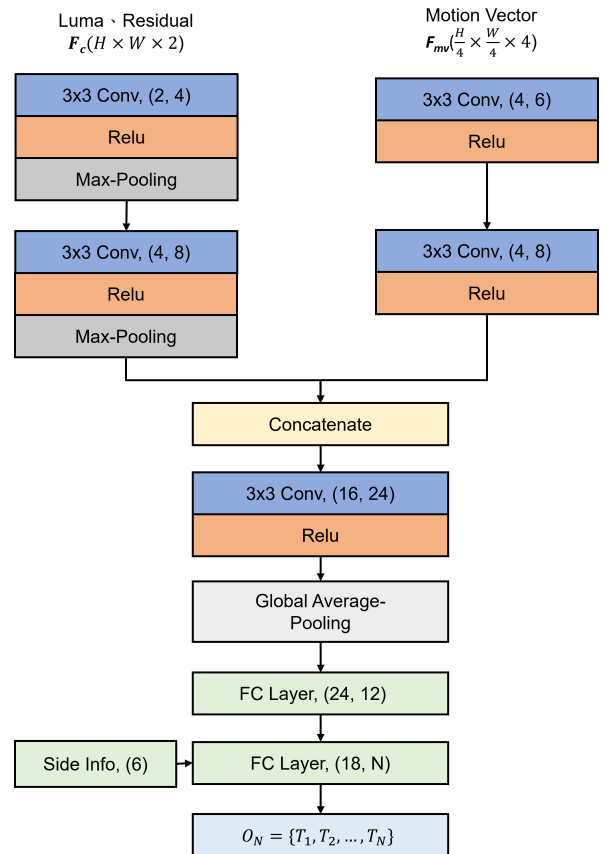 Luma、Residual
F_c(H × W × 2)
3x3 Conv, (2, 4)
Relu
Max-Pooling
3x3 Conv, (4, 8)
Relu
Max-Pooling
Motion Vector
F_mv(H/4 × W/4 × 4)
3x3 Conv, (4, 6)
Relu
3x3 Conv, (4, 8)
Relu
Concatenate
3x3 Conv, (16, 24)
Relu
Global Average-
Pooling
FC Layer, (24, 12)
Side Info, (6)
FC Layer, (18, N)
O_N = {T_1, T_2, ... , T_N}